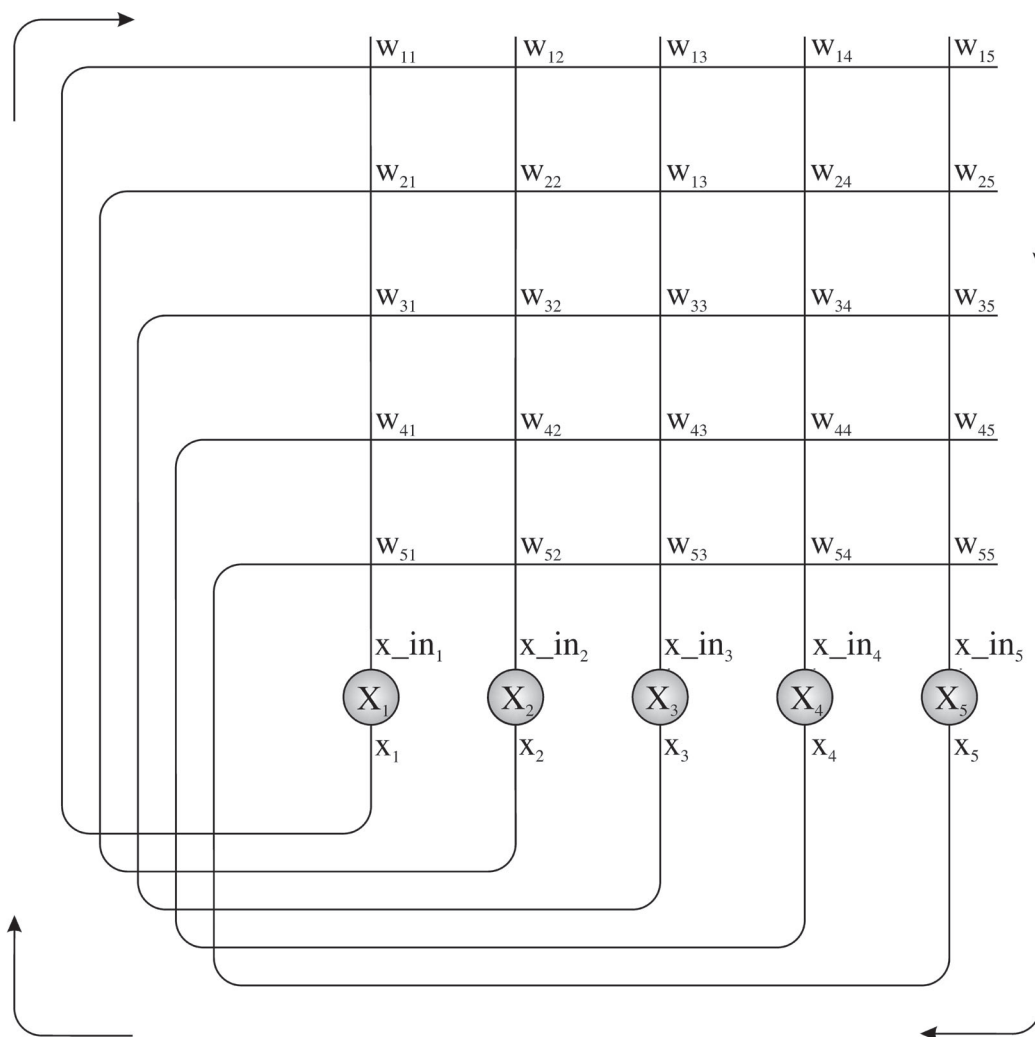 w₁₁ w₁₂ w₁₃ w₁₄ w₁₅
w₂₁ w₂₂ w₁₃ w₂₄ w₂₅
w₃₁ w₃₂ w₃₃ w₃₄ w₃₅
w₄₁ w₄₂ w₄₃ w₄₄ w₄₅
w₅₁ w₅₂ w₅₃ w₅₄ w₅₅
x_in₁ x_in₂ x_in₃ x_in₄ x_in₅
X₁ X₂ X₃ X₄ X₅
x₁ x₂ x₃ x₄ x₅